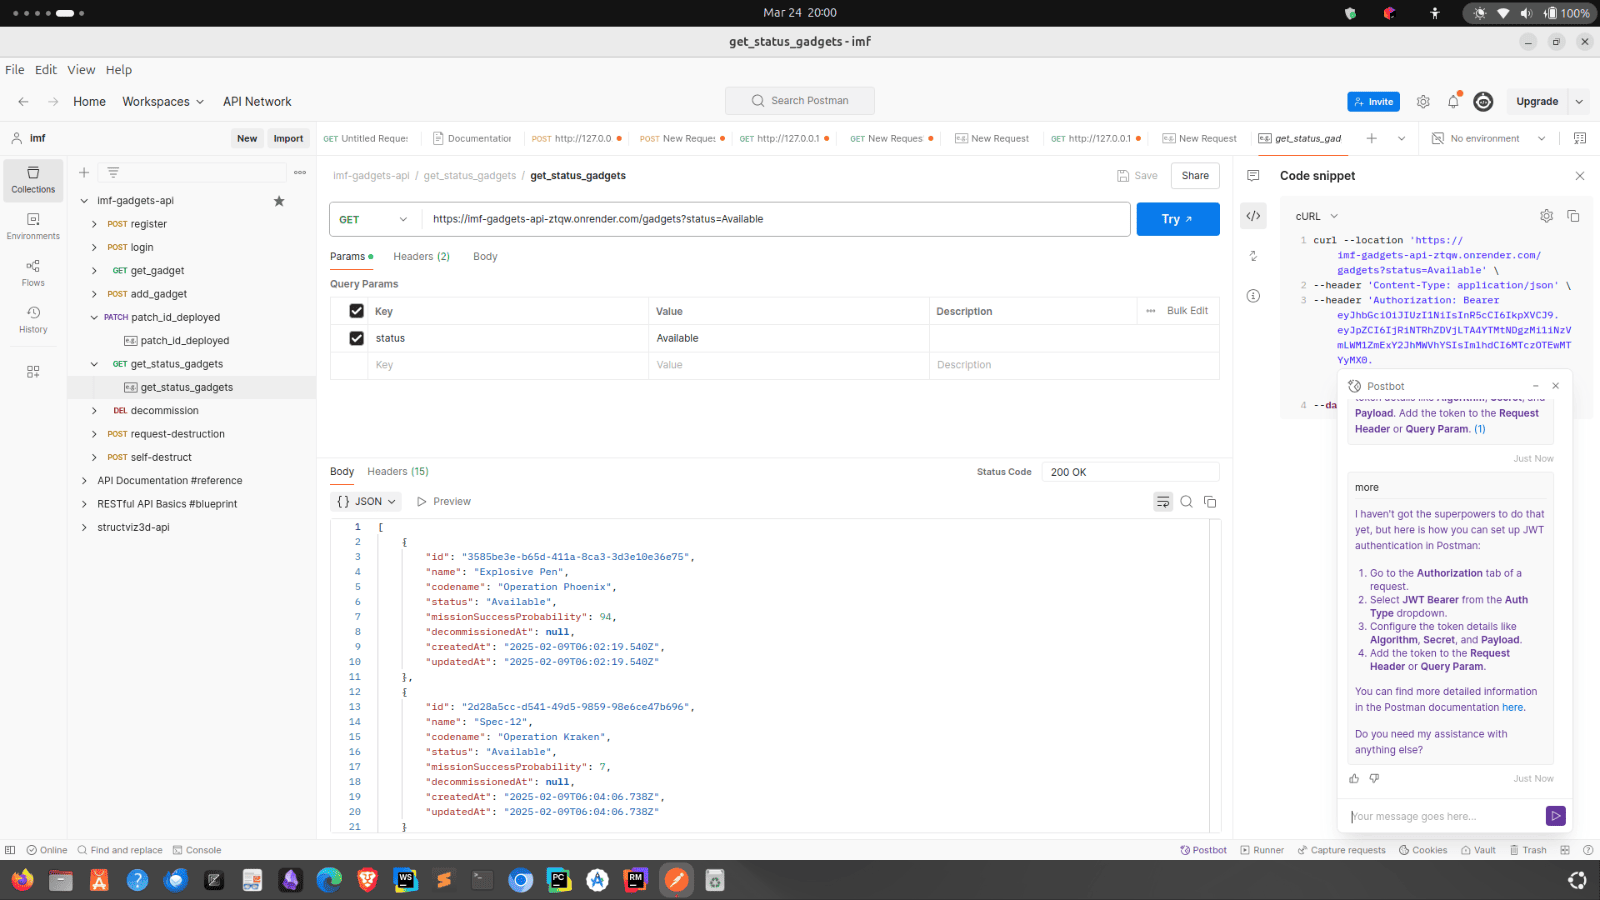 Mar 24 20:00
100%
get_status_gadgets - imf
File Edit View Help
Home Workspaces API Network
Search Postman
Invite
Upgrade
imf
New Import
GET Untitled Reques
Documentation
POST http://127.0.0
POST New Reques
GET http://127.0.0.1
GET New Reques
New Request
GET http://127.0.0.1
New Request
get_status_gad
No environment
Collections
Environments
Flows
History
imf-gadgets-api
POST register
POST login
GET get_gadget
POST add_gadget
PATCH patch_id_deployed
patch_id_deployed
GET get_status_gadgets
get_status_gadgets
DEL decommission
POST request-destruction
POST self-destruct
API Documentation #reference
RESTful API Basics #blueprint
structviz3d-api
imf-gadgets-api / get_status_gadgets / get_status_gadgets
Save Share
GET https://imf-gadgets-api-ztqw.onrender.com/gadgets?status=Available
Try
Params Headers (2) Body
Query Params
Key Value Description Bulk Edit
status Available
Key Value Description
Body Headers (15)
Status Code 200 OK
{} JSON Preview
1 [
2 {
3 "id": "3585be3e-b65d-411a-8ca3-3d3e10e36e75",
4 "name": "Explosive Pen",
5 "codename": "Operation Phoenix",
6 "status": "Available",
7 "missionSuccessProbability": 94,
8 "decommissionedAt": null,
9 "createdAt": "2025-02-09T06:02:19.540Z",
10 "updatedAt": "2025-02-09T06:02:19.540Z"
11 },
12 {
13 "id": "2d28a5cc-d541-49d5-9859-98e6ce47b696",
14 "name": "Spec-12",
15 "codename": "Operation Kraken",
16 "status": "Available",
17 "missionSuccessProbability": 7,
18 "decommissionedAt": null,
19 "createdAt": "2025-02-09T06:04:06.738Z",
20 "updatedAt": "2025-02-09T06:04:06.738Z"
21 }
Code snippet
cURL
1 curl --location 'https://
imf-gadgets-api-ztqw.onrender.com/
gadgets?status=Available' \
2 --header 'Content-Type: application/json' \
3 --header 'Authorization: Bearer
eyJhbGciOiJIUzI1NiIsInR5cCI6IkpXVCJ9.
4 --da
Postbot
token details like Algorithm, Secret, and
Payload. Add the token to the Request
Header or Query Param. (1)
Just Now
more
I haven't got the superpowers to do that
yet, but here is how you can set up JWT
authentication in Postman:
1. Go to the Authorization tab of a
request.
2. Select JWT Bearer from the Auth
Type dropdown.
3. Configure the token details like
Algorithm, Secret, and Payload.
4. Add the token to the Request
Header or Query Param.
You can find more detailed information
in the Postman documentation here.
Do you need my assistance with
anything else?
Just Now
Your message goes here...
Online Find and replace Console
Postbot Runner Capture requests Cookies Vault Trash
WS
PC
RM